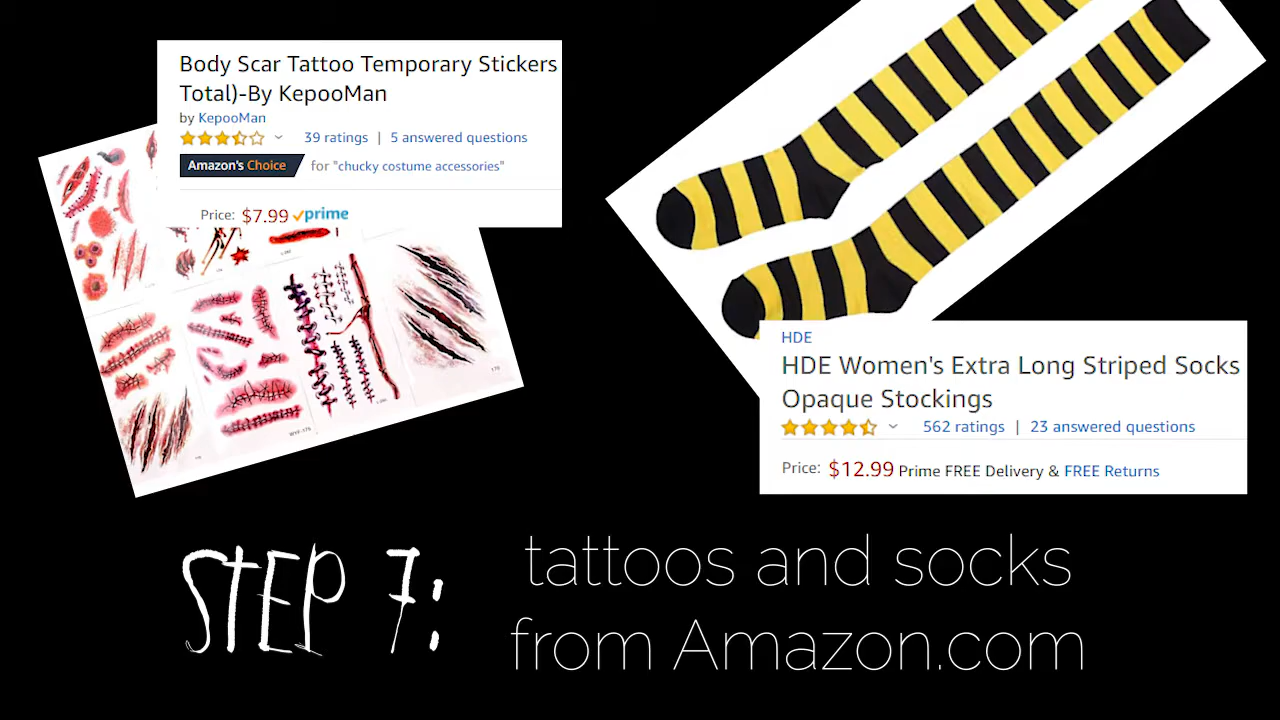 Body Scar Tattoo Temporary Stickers
Total)-By KepooMan
by KepooMan
39 ratings | 5 answered questions
Amazon's Choice for "chucky costume accessories"
Price: $7.99 prime
HDE
HDE Women's Extra Long Striped Socks
Opaque Stockings
562 ratings | 23 answered questions
Price: $12.99 Prime FREE Delivery & FREE Returns
STEP 7:
tattoos and socks
from Amazon.com